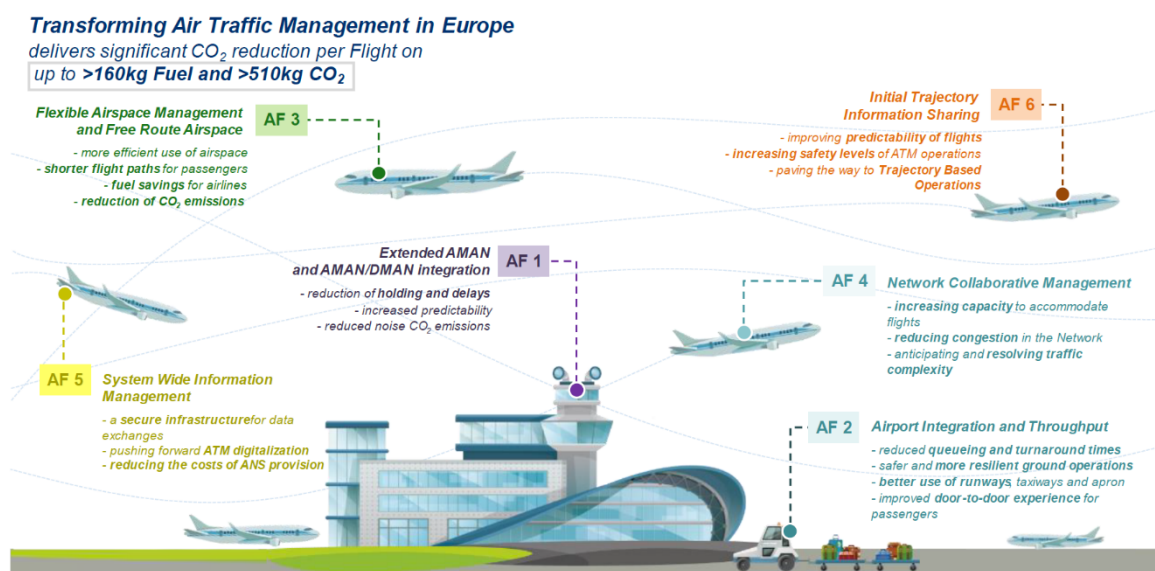 Transforming Air Traffic Management in Europe
delivers significant CO₂ reduction per Flight on
up to >160kg Fuel and >510kg CO₂
Flexible Airspace Management
and Free Route Airspace
AF 3
- more efficient use of airspace
- shorter flight paths for passengers
- fuel savings for airlines
- reduction of CO₂ emissions
Initial Trajectory
Information Sharing
AF 6
- improving predictability of flights
- increasing safety levels of ATM operations
- paving the way to Trajectory Based
Operations
Extended AMAN
and AMAN/DMAN integration
AF 1
- reduction of holding and delays
- increased predictability
- reduced noise CO₂ emissions
AF 4
Network Collaborative Management
- increasing capacity to accommodate
flights
- reducing congestion in the Network
- anticipating and resolving traffic
complexity
AF 5
System Wide Information
Management
- a secure infrastructure for data
exchanges
- pushing forward ATM digitalization
- reducing the costs of ANS provision
AF 2
Airport Integration and Throughput
- reduced queueing and turnaround times
- safer and more resilient ground operations
- better use of runways, taxiways and apron
- improved door-to-door experience for
passengers